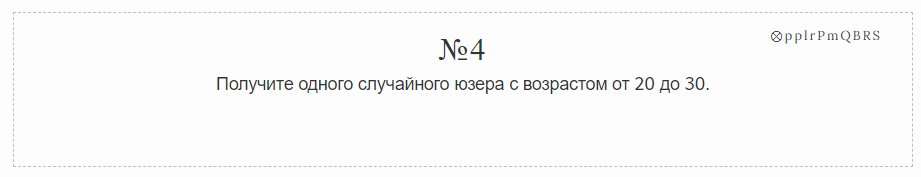 ⊗pplrPmQBRS
№4
Получите одного случайного юзера с возрастом от 20 до 30.